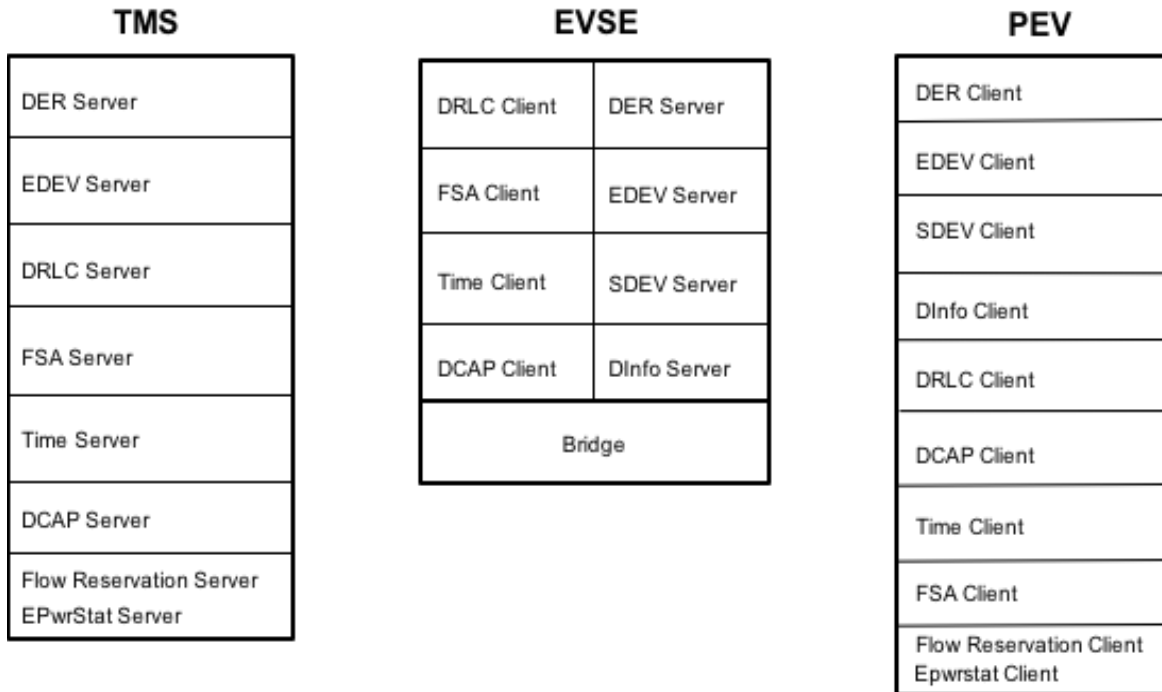 TMS
DER Server
EDEV Server
DRLC Server
FSA Server
Time Server
DCAP Server
Flow Reservation Server
EPwrStat Server
EVSE
DRLC Client
DER Server
FSA Client
EDEV Server
Time Client
SDEV Server
DCAP Client
DInfo Server
Bridge
PEV
DER Client
EDEV Client
SDEV Client
DInfo Client
DRLC Client
DCAP Client
Time Client
FSA Client
Flow Reservation Client
Epwrstat Client